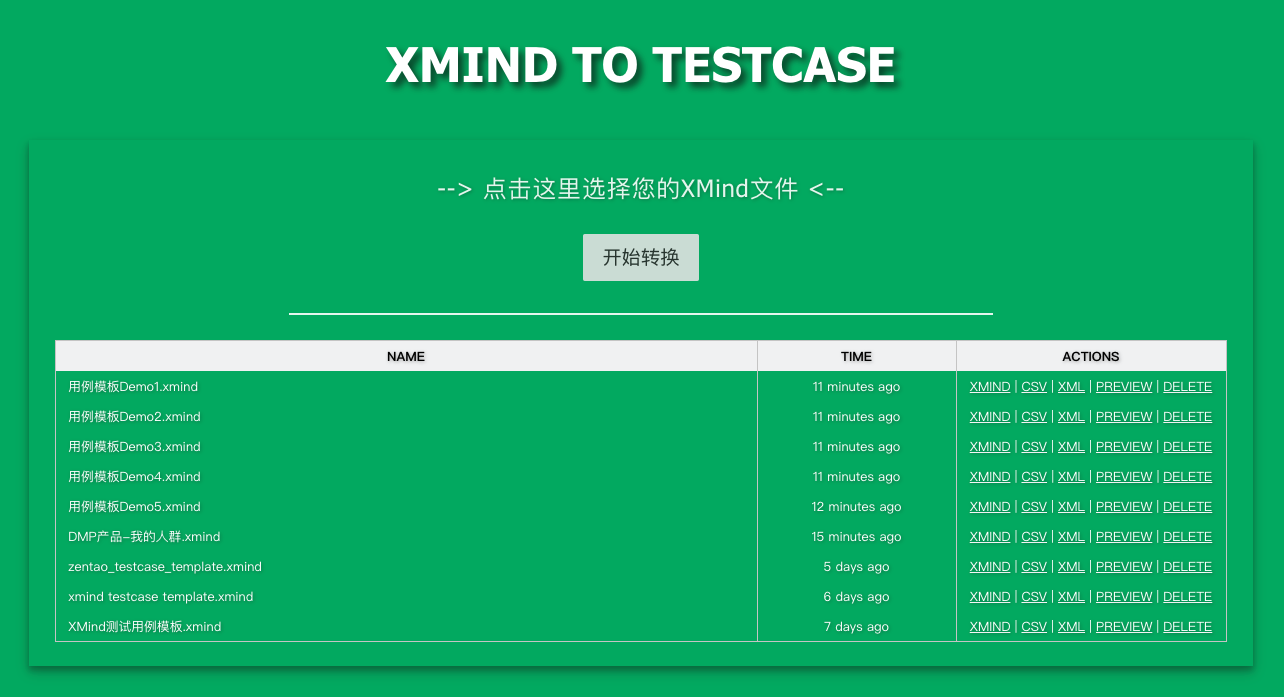 XMIND TO TESTCASE
--> 点击这里选择您的XMind文件 <--
开始转换
NAME TIME ACTIONS
用例模板Demo1.xmind 11 minutes ago XMIND | CSV | XML | PREVIEW | DELETE
用例模板Demo2.xmind 11 minutes ago XMIND | CSV | XML | PREVIEW | DELETE
用例模板Demo3.xmind 11 minutes ago XMIND | CSV | XML | PREVIEW | DELETE
用例模板Demo4.xmind 11 minutes ago XMIND | CSV | XML | PREVIEW | DELETE
用例模板Demo5.xmind 12 minutes ago XMIND | CSV | XML | PREVIEW | DELETE
DMP产品-我的人群.xmind 15 minutes ago XMIND | CSV | XML | PREVIEW | DELETE
zentao_testcase_template.xmind 5 days ago XMIND | CSV | XML | PREVIEW | DELETE
xmind testcase template.xmind 6 days ago XMIND | CSV | XML | PREVIEW | DELETE
XMind测试用例模板.xmind 7 days ago XMIND | CSV | XML | PREVIEW | DELETE